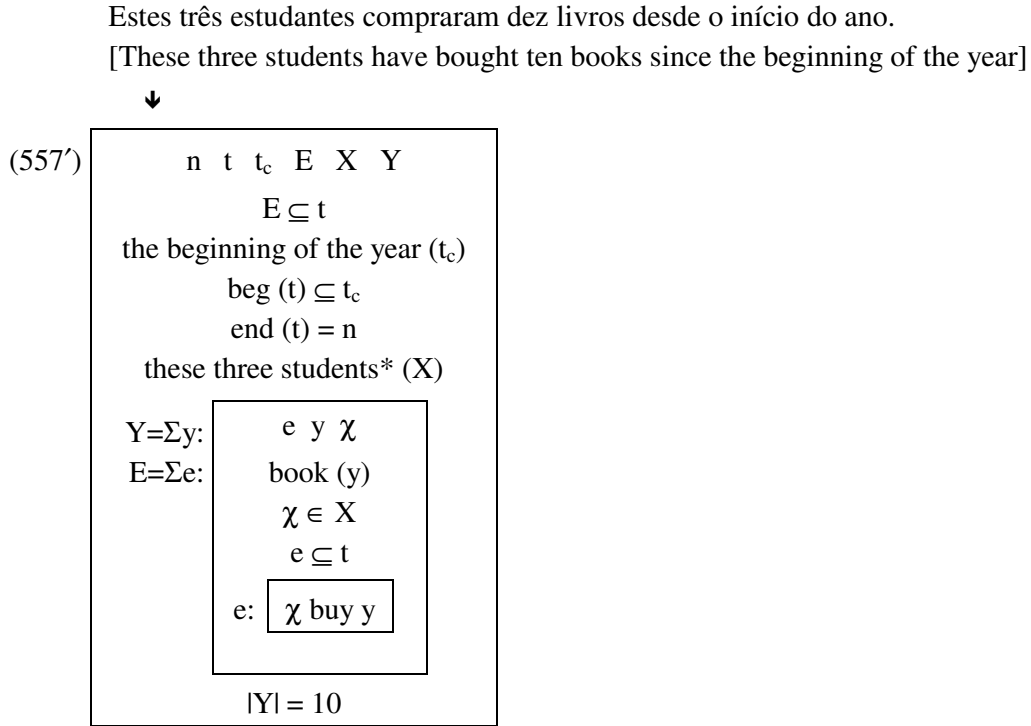 Estes três estudantes compraram dez livros desde o início do ano.
[These three students have bought ten books since the beginning of the year]
🡻
(557′) n t t_c E X Y
E ⊆ t
the beginning of the year (t_c)
beg (t) ⊆ t_c
end (t) = n
these three students* (X)
Y=Σy: e y χ
E=Σe: book (y)
χ ∈ X
e ⊆ t
e: χ buy y
|Y| = 10